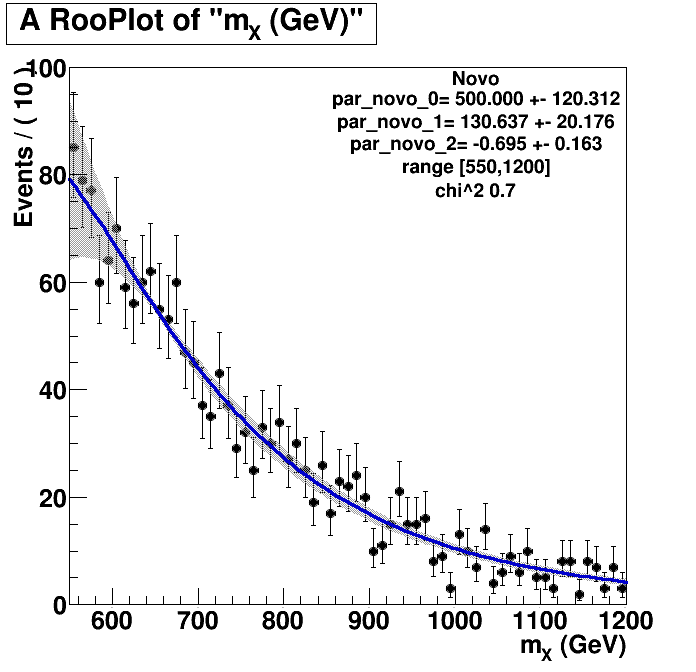 A RooPlot of "m_X (GeV)"
Events / ( 10 )
Novo
par_novo_0= 500.000 +- 120.312
par_novo_1= 130.637 +- 20.176
par_novo_2= -0.695 +- 0.163
range [550,1200]
chi^2 0.7
100
80
60
40
20
0
600 700 800 900 1000 1100 1200
m_X (GeV)